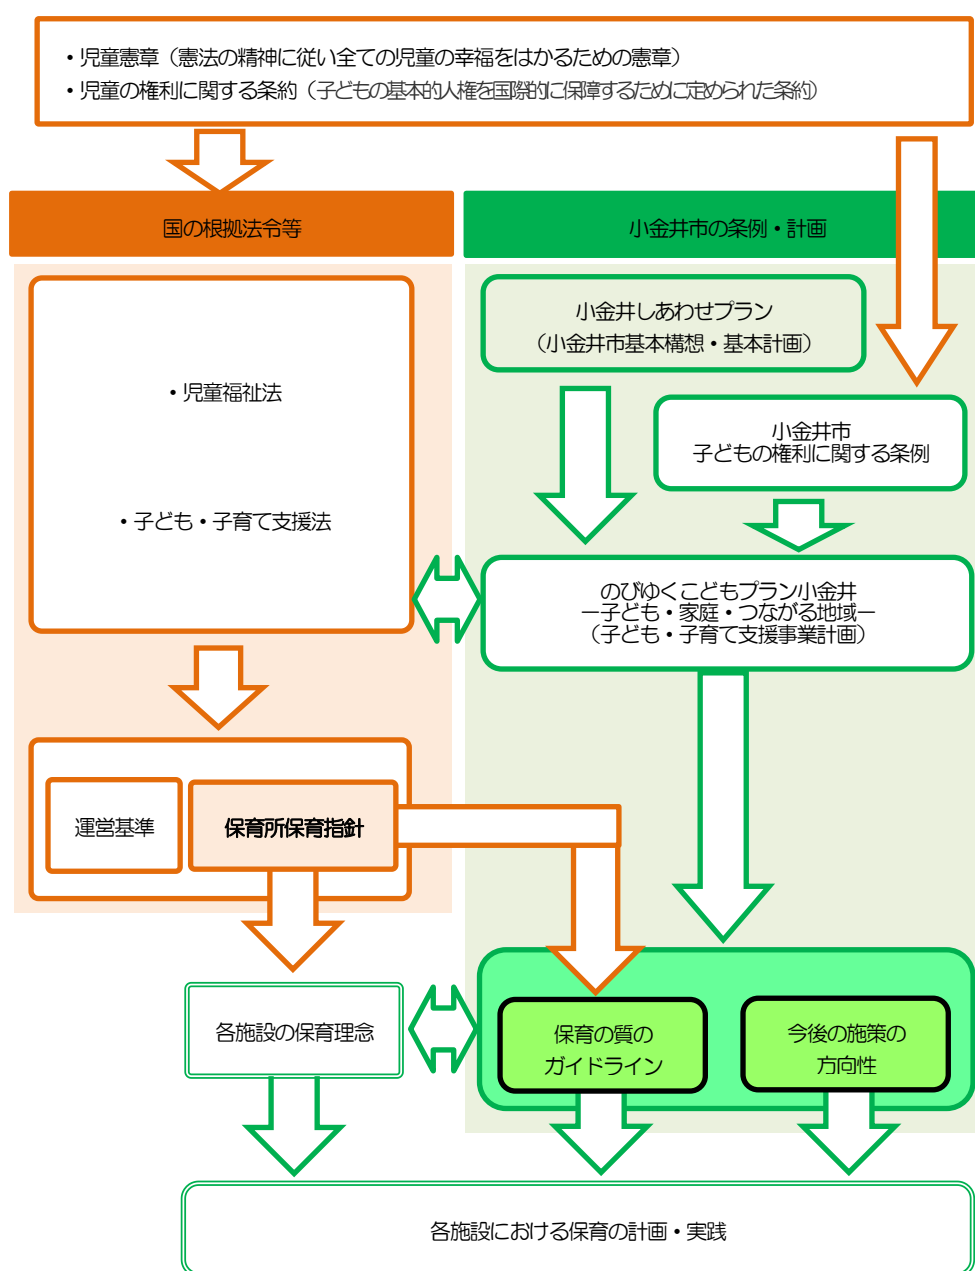 ・児童憲章（憲法の精神に従い全ての児童の幸福をはかるための憲章）
・児童の権利に関する条約（子どもの基本的人権を国際的に保障するために定められた条約）
国の根拠法令等
小金井市の条例・計画
・児童福祉法
・子ども・子育て支援法
小金井しあわせプラン
（小金井市基本構想・基本計画）
小金井市
子どもの権利に関する条例
のびゆくこどもプラン小金井
―子ども・家庭・つながる地域―
（子ども・子育て支援事業計画）
運営基準
保育所保育指針
各施設の保育理念
保育の質の
ガイドライン
今後の施策の
方向性
各施設における保育の計画・実践